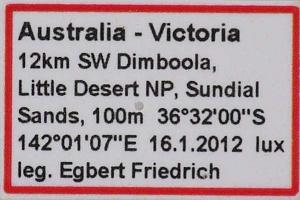 Australia - Victoria
12km SW Dimboola,
Little Desert NP, Sundial
Sands, 100m 36°32'00"S
142°01'07"E 16.1.2012 lux
leg. Egbert Friedrich